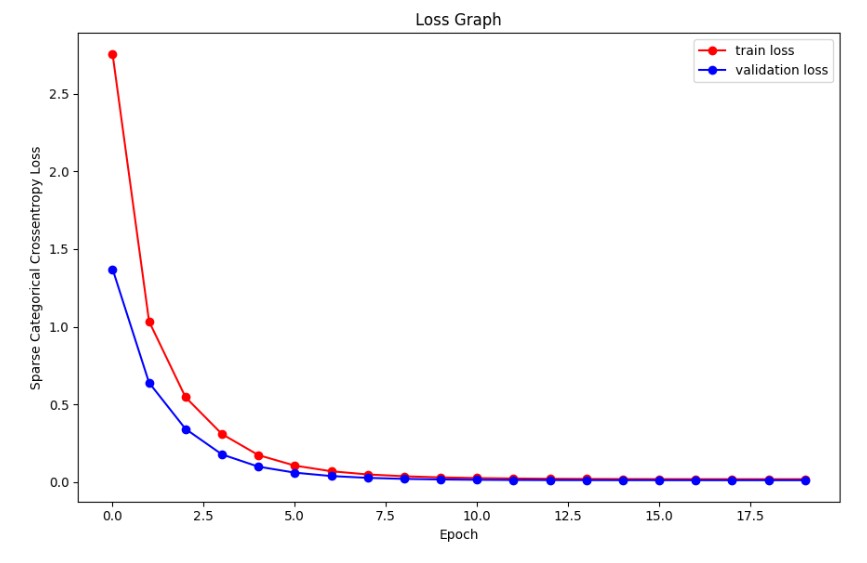 Loss Graph
train loss
validation loss
Sparse Categorical Crossentropy Loss
2.5
2.0
1.5
1.0
0.5
0.0
0.0 2.5 5.0 7.5 10.0 12.5 15.0 17.5
Epoch